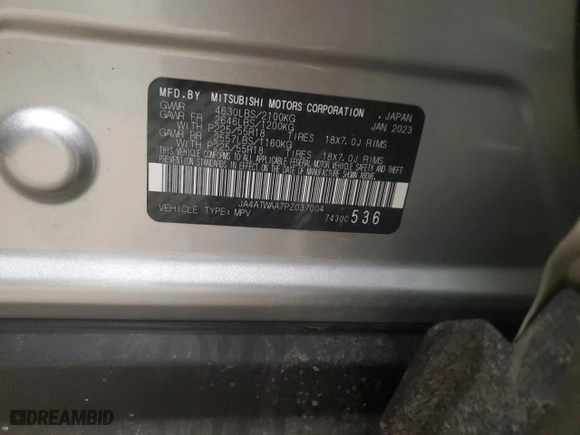 MFD.BY MITSUBISHI MOTORS CORPORATION , JAPAN
GVWR 4630LBS/2100KG JAN 2023
GAWR FR 2646LBS/1200KG
WITH P225/55R18 TIRES 18X7.0J RIMS
GAWR RR 2557LBS/1160KG
WITH P225/55R18 TIRES 18X7.0J RIMS
THIS VEHICLE CONFORMS TO ALL APPLICABLE FEDERAL MOTOR VEHICLE SAFETY, BUMPER, AND THEFT
PREVENTION STANDARDS IN EFFECT ON THE DATE OF MANUFACTURE SHOWN ABOVE.
JA4ATWAA7PZ037004
VEHICLE TYPE: MPV 7430C 536
DREAMBID